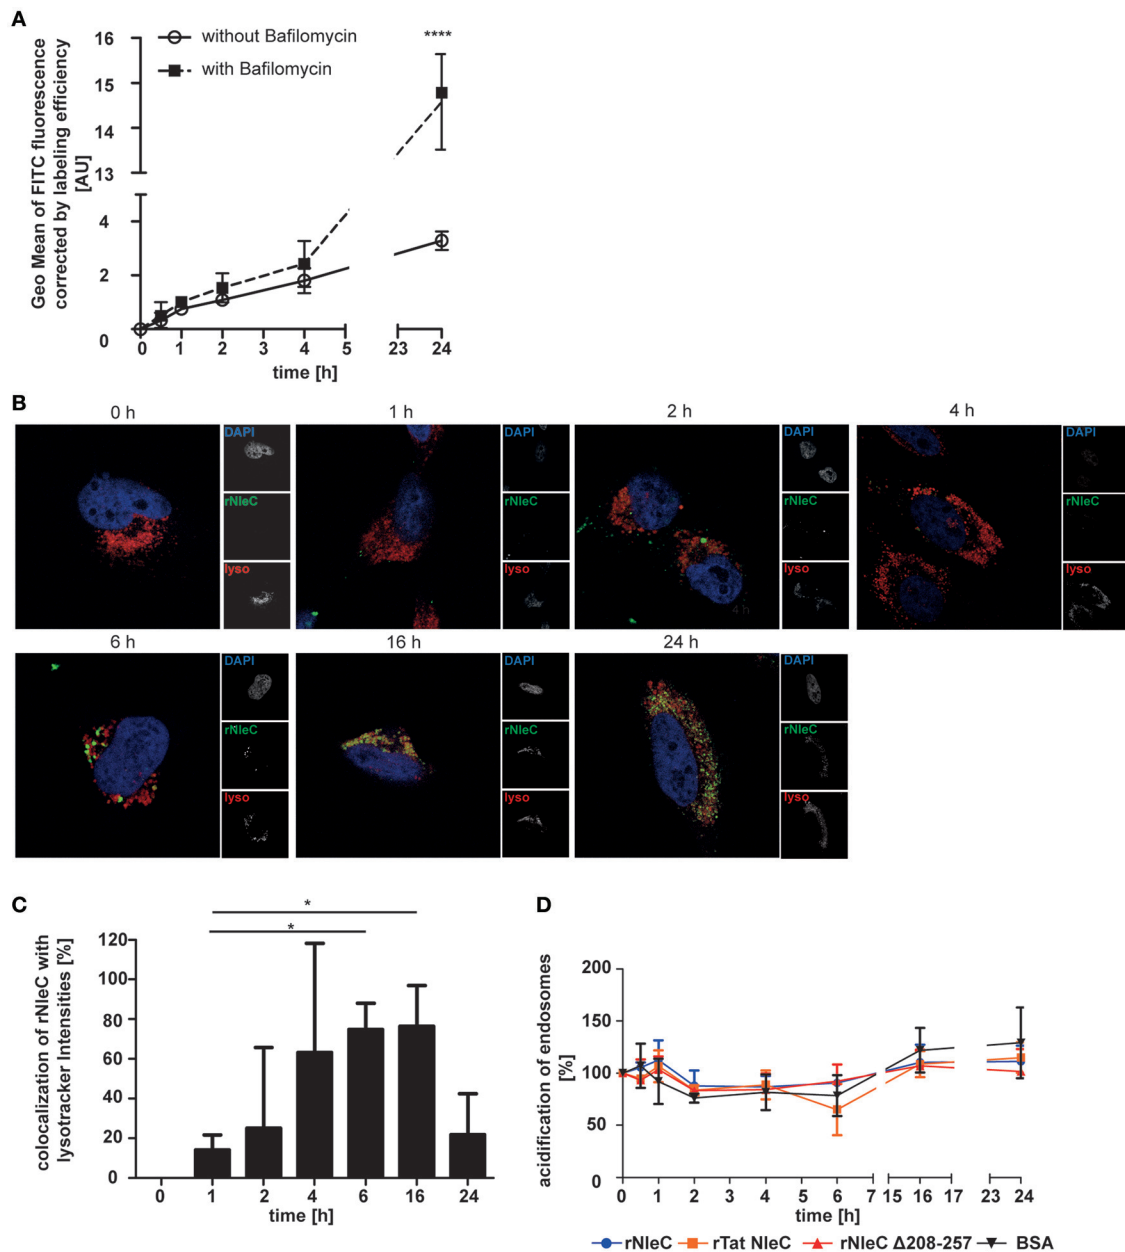 A
Geo Mean of FITC fluorescence
corrected by labeling efficiency
[AU]
without Bafilomycin
with Bafilomycin
****
16
15
14
13
4
2
0
0 1 2 3 4 5 23 24
time [h]
B
0 h 1 h 2 h 4 h
DAPI DAPI DAPI DAPI
rNleC rNleC rNleC rNleC
lyso lyso lyso lyso
4 h
6 h 16 h 24 h
DAPI DAPI DAPI
rNleC rNleC rNleC
lyso lyso lyso
C
colocalization of rNleC with
lysotracker Intensities [%]
*
*
120
100
80
60
40
20
0
0 1 2 4 6 16 24
time [h]
D
acidification of endosomes
[%]
200
150
100
50
0
0 1 2 3 4 5 6 7 15 16 17 23 24
time [h]
rNleC rTat NleC rNleC Δ208-257 BSA